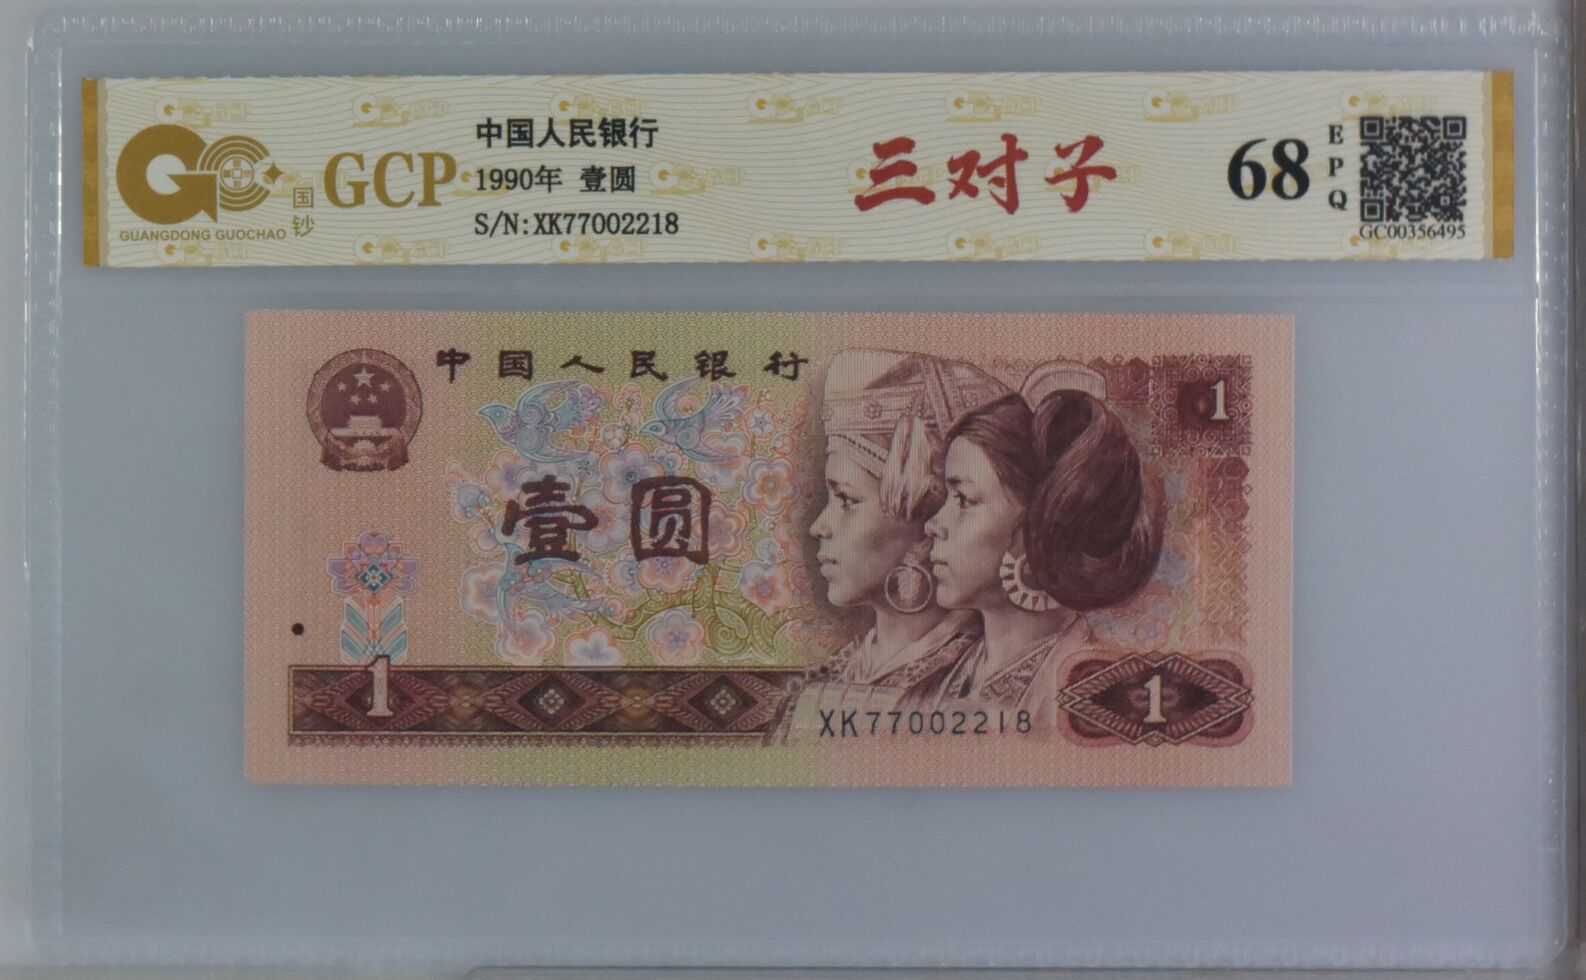 中国人民银行
GCP
1990年 壹圆
S/N:XK77002218
国钞
GUANGDONG GUOCHAO
三对子
68
EPQ
GC00356495
中国人民银行
1
壹圆
1
1
XK77002218